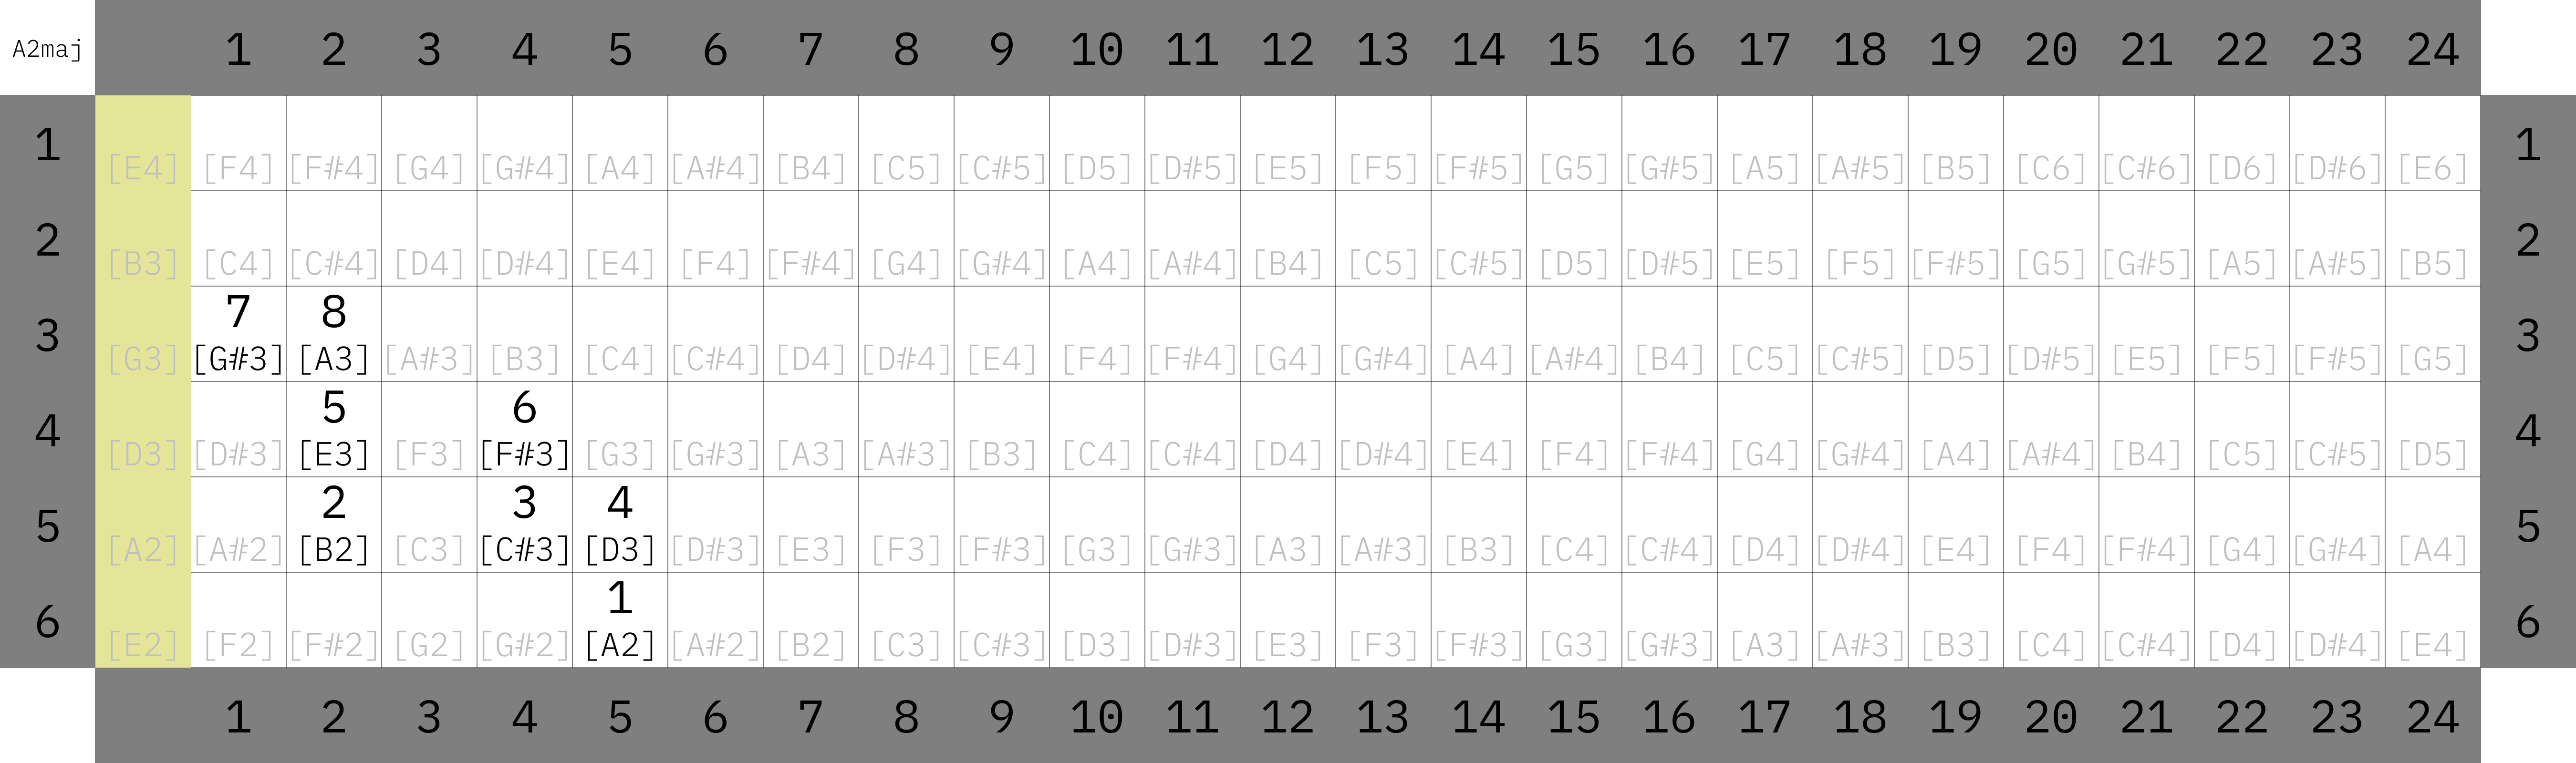 A2maj 1 2 3 4 5 6 7 8 9 10 11 12 13 14 15 16 17 18 19 20 21 22 23 24
1 [E4] [F4] [F#4] [G4] [G#4] [A4] [A#4] [B4] [C5] [C#5] [D5] [D#5] [E5] [F5] [F#5] [G5] [G#5] [A5] [A#5] [B5] [C6] [C#6] [D6] [D#6] [E6] 1
2 [B3] [C4] [C#4] [D4] [D#4] [E4] [F4] [F#4] [G4] [G#4] [A4] [A#4] [B4] [C5] [C#5] [D5] [D#5] [E5] [F5] [F#5] [G5] [G#5] [A5] [A#5] [B5] 2
7 8
3 [G3] [G#3] [A3] [A#3] [B3] [C4] [C#4] [D4] [D#4] [E4] [F4] [F#4] [G4] [G#4] [A4] [A#4] [B4] [C5] [C#5] [D5] [D#5] [E5] [F5] [F#5] [G5] 3
5 6
4 [D3] [D#3] [E3] [F3] [F#3] [G3] [G#3] [A3] [A#3] [B3] [C4] [C#4] [D4] [D#4] [E4] [F4] [F#4] [G4] [G#4] [A4] [A#4] [B4] [C5] [C#5] [D5] 4
2 3 4
5 [A2] [A#2] [B2] [C3] [C#3] [D3] [D#3] [E3] [F3] [F#3] [G3] [G#3] [A3] [A#3] [B3] [C4] [C#4] [D4] [D#4] [E4] [F4] [F#4] [G4] [G#4] [A4] 5
1
6 [E2] [F2] [F#2] [G2] [G#2] [A2] [A#2] [B2] [C3] [C#3] [D3] [D#3] [E3] [F3] [F#3] [G3] [G#3] [A3] [A#3] [B3] [C4] [C#4] [D4] [D#4] [E4] 6
1 2 3 4 5 6 7 8 9 10 11 12 13 14 15 16 17 18 19 20 21 22 23 24